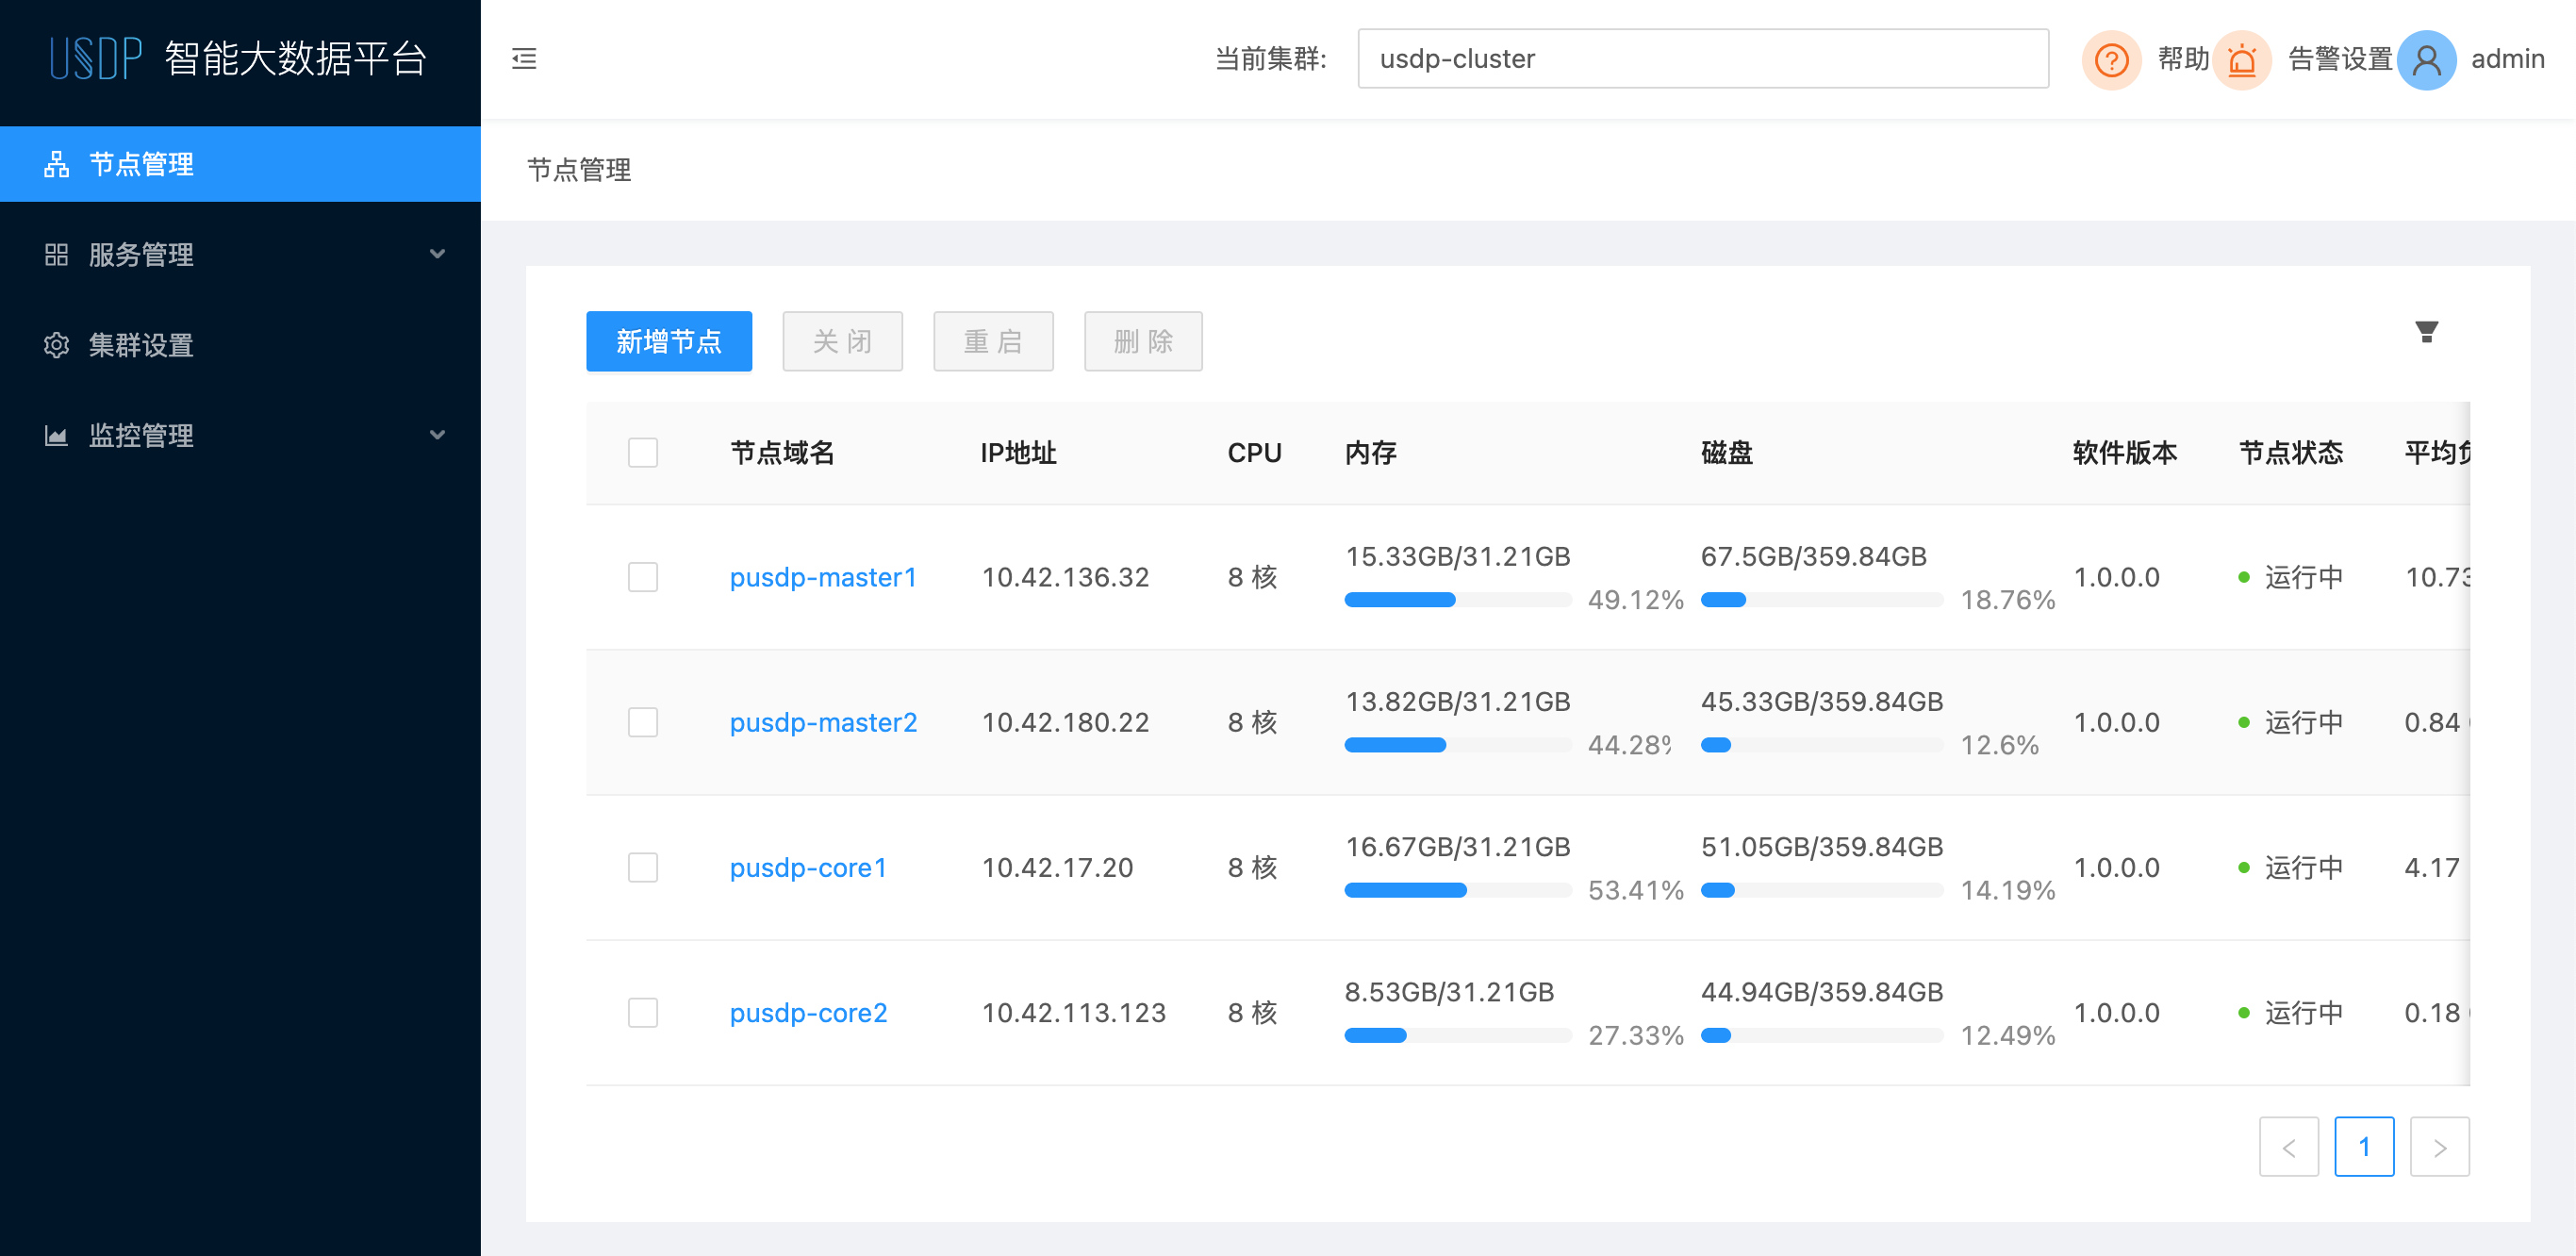 USDP 智能大数据平台
当前集群: usdp-cluster 帮助 告警设置 admin
节点管理
服务管理
集群设置
监控管理
节点管理
新增节点 关 闭 重 启 删 除
节点域名 IP地址 CPU 内存 磁盘 软件版本 节点状态 平均
pusdp-master1 10.42.136.32 8 核 15.33GB/31.21GB 49.12% 67.5GB/359.84GB 18.76% 1.0.0.0 运行中 10.73
pusdp-master2 10.42.180.22 8 核 13.82GB/31.21GB 44.28% 45.33GB/359.84GB 12.6% 1.0.0.0 运行中 0.84
pusdp-core1 10.42.17.20 8 核 16.67GB/31.21GB 53.41% 51.05GB/359.84GB 14.19% 1.0.0.0 运行中 4.17
pusdp-core2 10.42.113.123 8 核 8.53GB/31.21GB 27.33% 44.94GB/359.84GB 12.49% 1.0.0.0 运行中 0.18
< 1 >